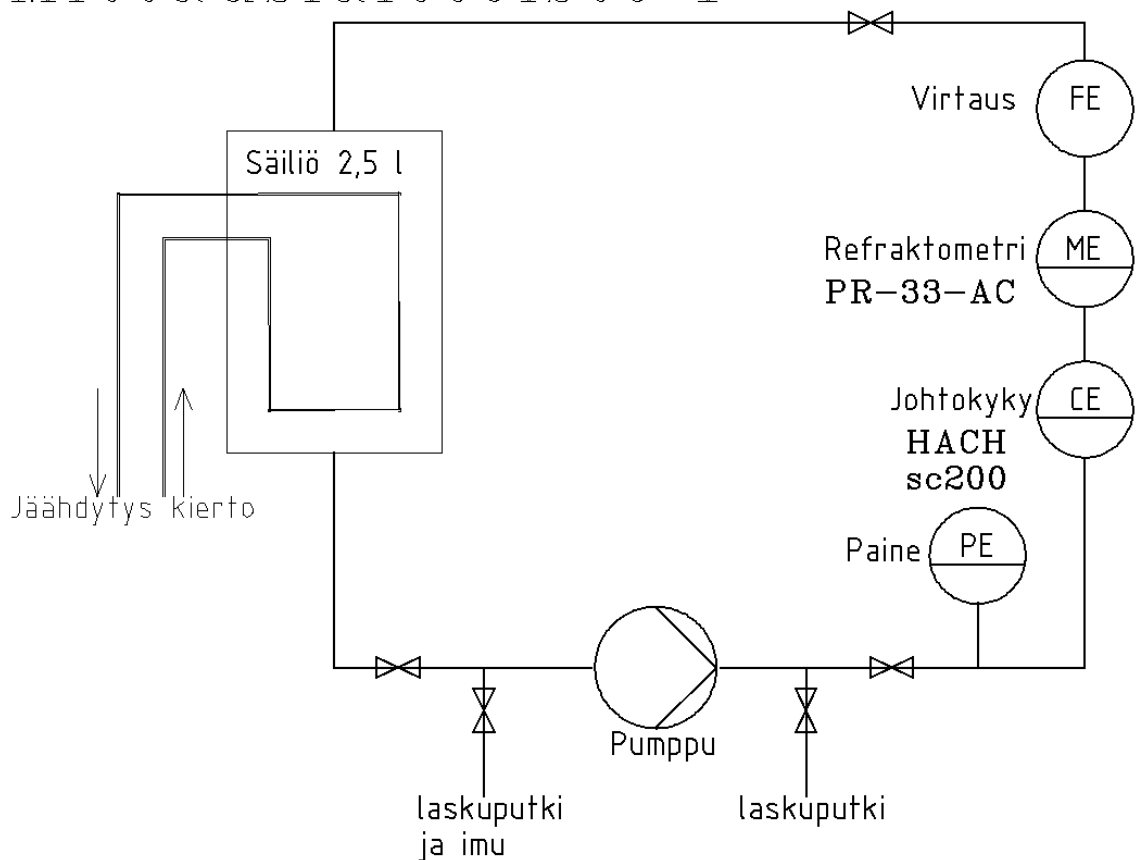 Virtaus
FE
Säiliö 2,5 l
Refraktometri
ME
PR-33-AC
Johtokyky
CE
HACH
sc200
Jäähdytys kierto
Paine
PE
Pumppu
laskuputki
ja imu
laskuputki